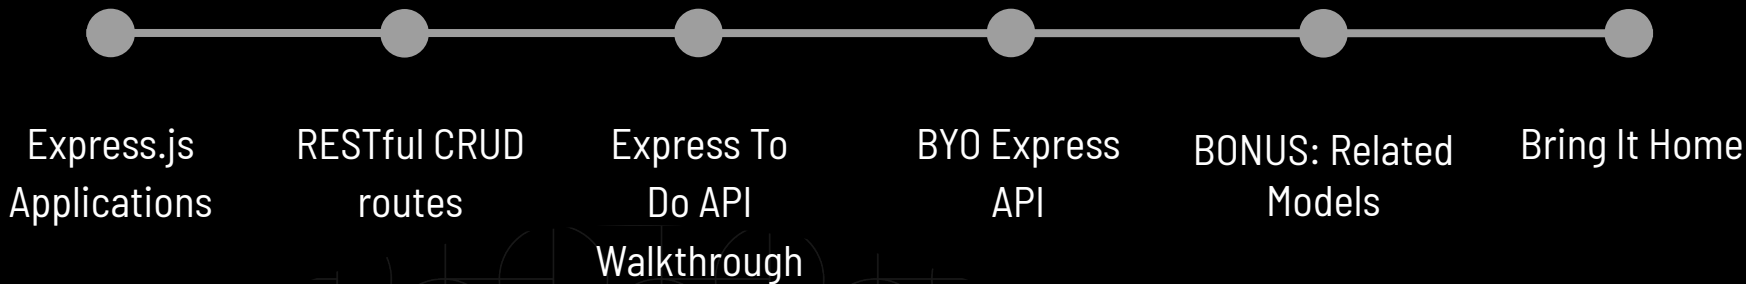 Express.js
Applications
RESTful CRUD
routes
Express To
Do API
Walkthrough
BYO Express
API
BONUS: Related
Models
Bring It Home